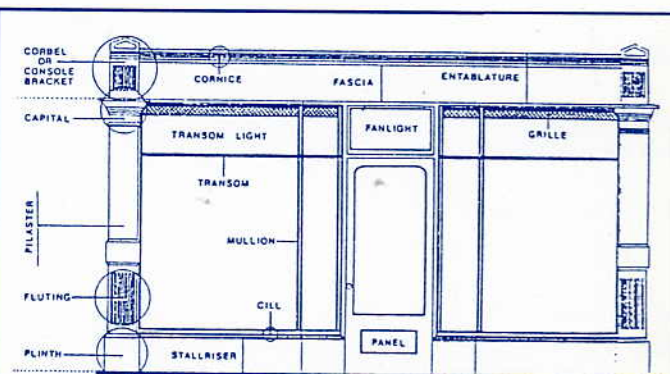 CORBEL
OR
CONSOLE
BRACKET
CORNICE
FASCIA
ENTABLATURE
CAPITAL
TRANSOM LIGHT
FANLIGHT
GRILLE
TRANSOM
PILASTER
MULLION
FLUTING
CILL
PLINTH
STALLRISER
PANEL